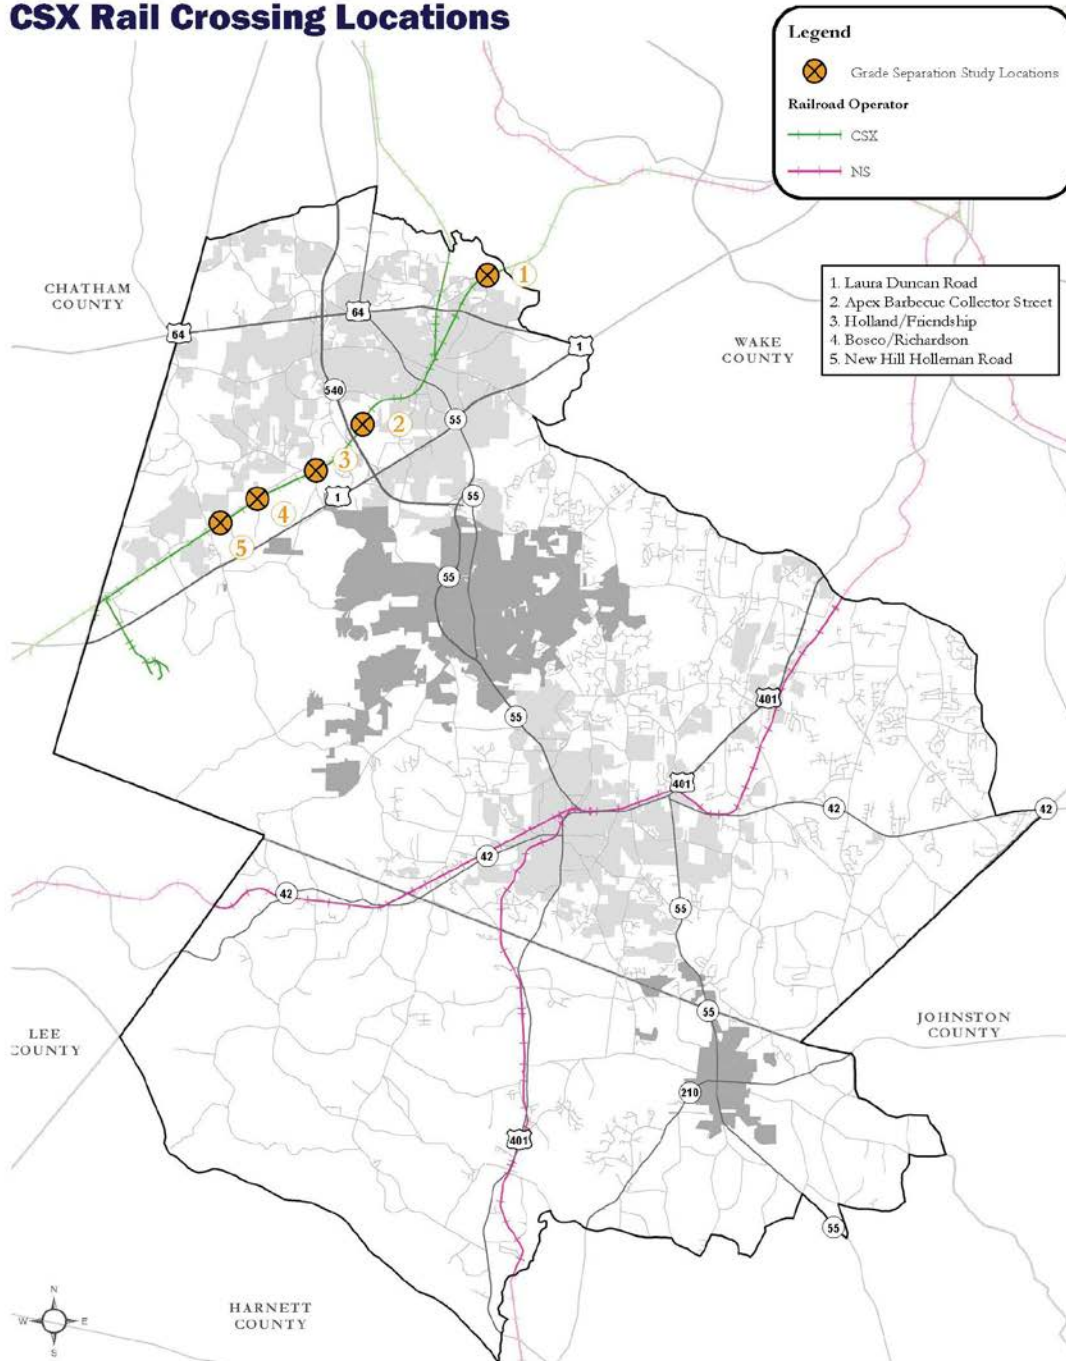 CSX Rail Crossing Locations
Legend
Grade Separation Study Locations
Railroad Operator
CSX
NS
1. Laura Duncan Road
2. Apex Barbecue Collector Street
3. Holland/Friendship
4. Bosco/Richardson
5. New Hill Holleman Road
CHATHAM
COUNTY
WAKE
COUNTY
1
64
64
1
540
2
55
3
55
1
4
5
55
401
55
401
42
42
42
42
55
LEE
COUNTY
55
JOHNSTON
COUNTY
210
401
55
HARNETT
COUNTY
N
W
E
S